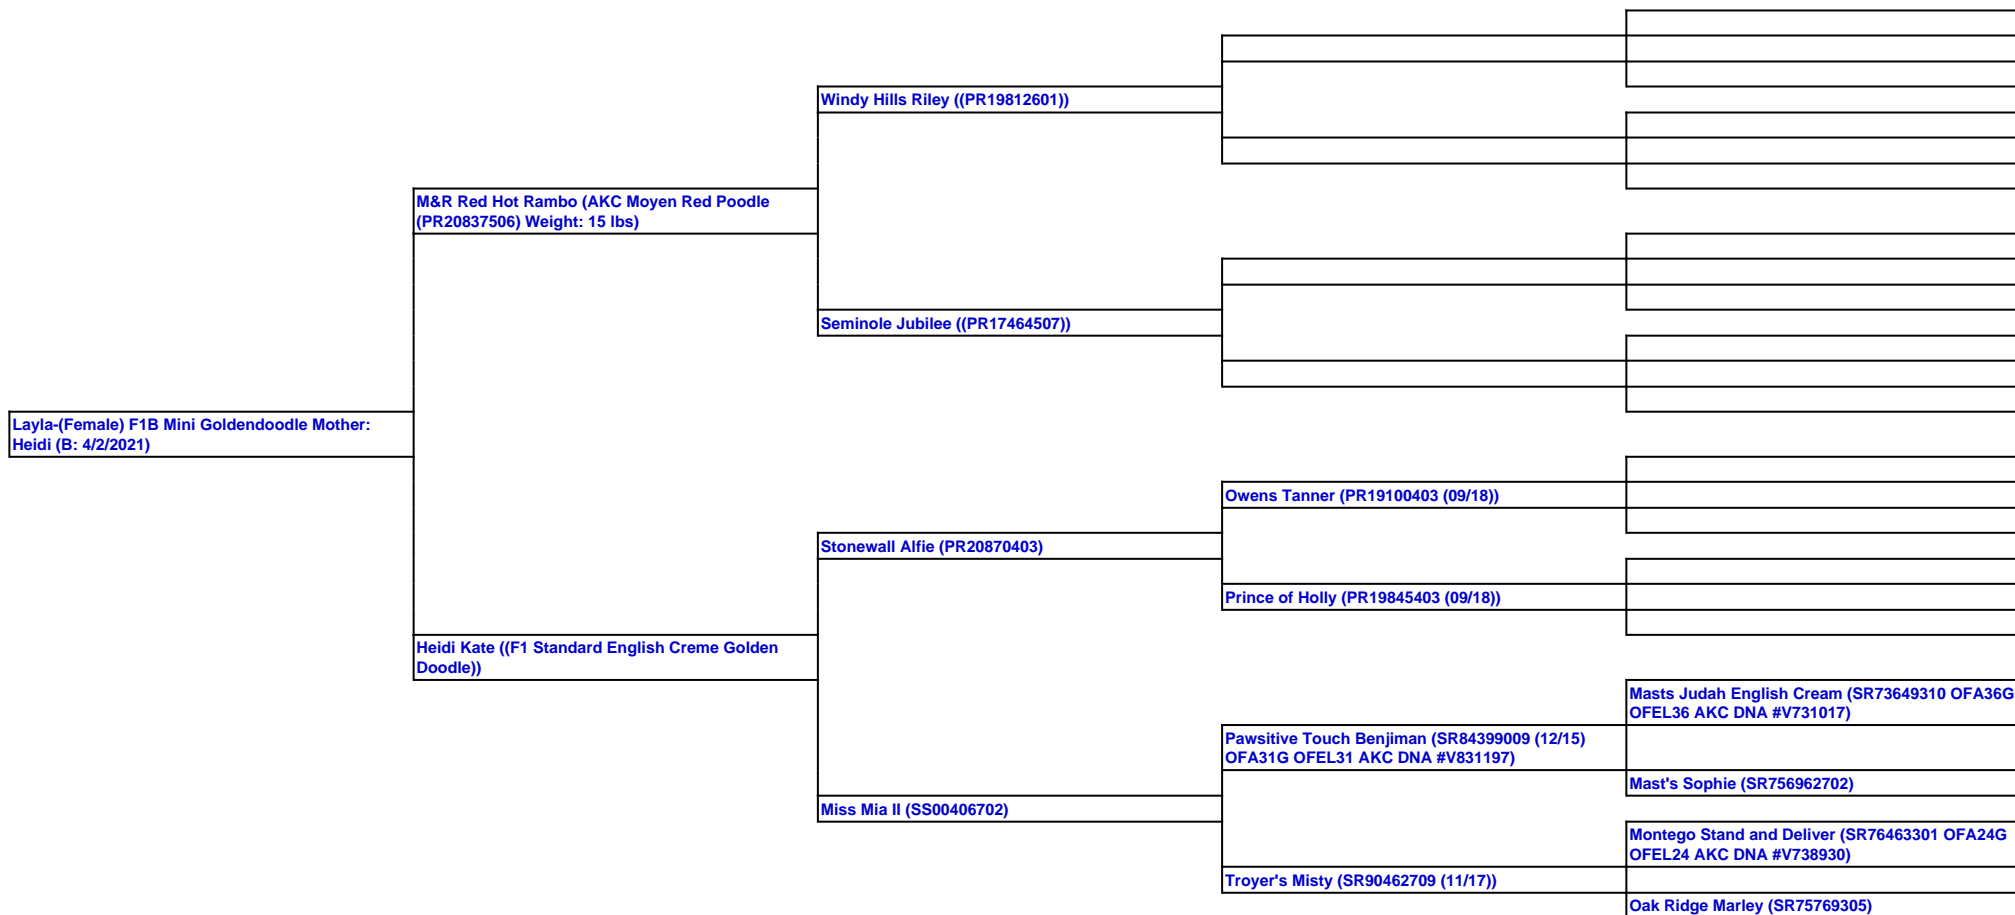 Windy Hills Riley ((PR19812601))
M&R Red Hot Rambo (AKC Moyen Red Poodle
(PR20837506) Weight: 15 lbs)
Seminole Jubilee ((PR17464507))
Layla-(Female) F1B Mini Goldendoodle Mother:
Heidi (B: 4/2/2021)
Owens Tanner (PR19100403 (09/18))
Stonewall Alfie (PR20870403)
Prince of Holly (PR19845403 (09/18))
Heidi Kate ((F1 Standard English Creme Golden
Doodle))
Masts Judah English Cream (SR73649310 OFA36G
OFEL36 AKC DNA #V731017)
Pawsitive Touch Benjiman (SR84399009 (12/15)
OFA31G OFEL31 AKC DNA #V831197)
Mast's Sophie (SR756962702)
Miss Mia II (SS00406702)
Montego Stand and Deliver (SR76463301 OFA24G
OFEL24 AKC DNA #V738930)
Troyer's Misty (SR90462709 (11/17))
Oak Ridge Marley (SR75769305)